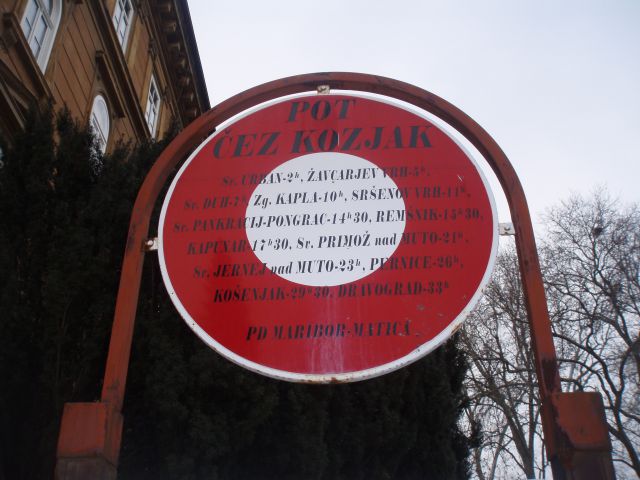 POT
ČEZ KOZJAK
Sv. URBAN-2ʰ, ŽAVCARJEV VRH-5ʰ,
Sv. DUH-7ʰ, Zg. KAPLA-10ʰ, SRŠENOV VRH-11ʰ,
Sv. PANKRACIJ-PONGRAC-14ʰ30, REMŠNIK-15ʰ30,
KAPUNAR-17ʰ30, Sv. PRIMOŽ nad MUTO-21ʰ,
Sv. JERNEJ nad MUTO-23ʰ, PERNICE-26ʰ,
KOŠENJAK-29ʰ30, DRAVOGRAD-33ʰ
PD MARIBOR-MATICA